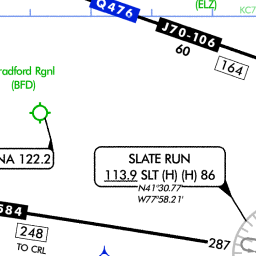 (ELZ)
Q476
KC7
J70-106
60
164
radford Rgnl
(BFD)
NA 122.2
SLATE RUN
113.9 SLT (H) (H) 86
N41°30.77'
W77°58.21'
584
248
TO CRL
287